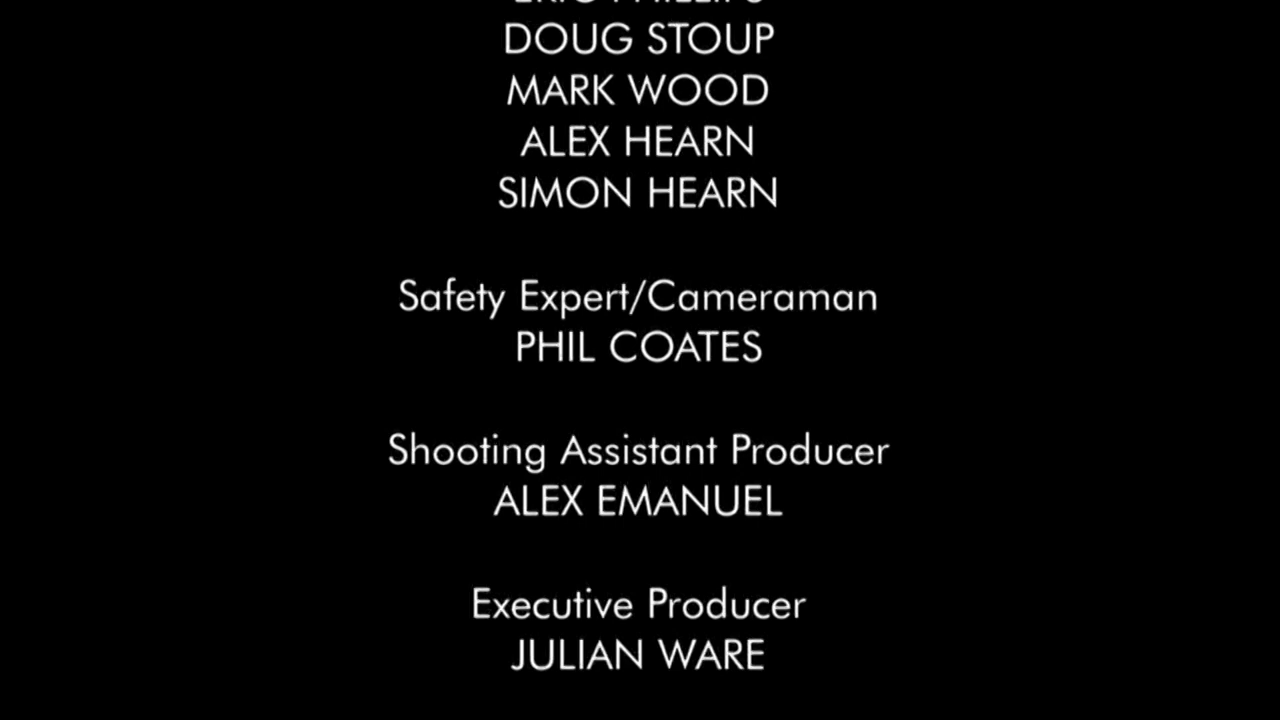 DOUG STOUP
MARK WOOD
ALEX HEARN
SIMON HEARN
Safety Expert/Cameraman
PHIL COATES
Shooting Assistant Producer
ALEX EMANUEL
Executive Producer
JULIAN WARE